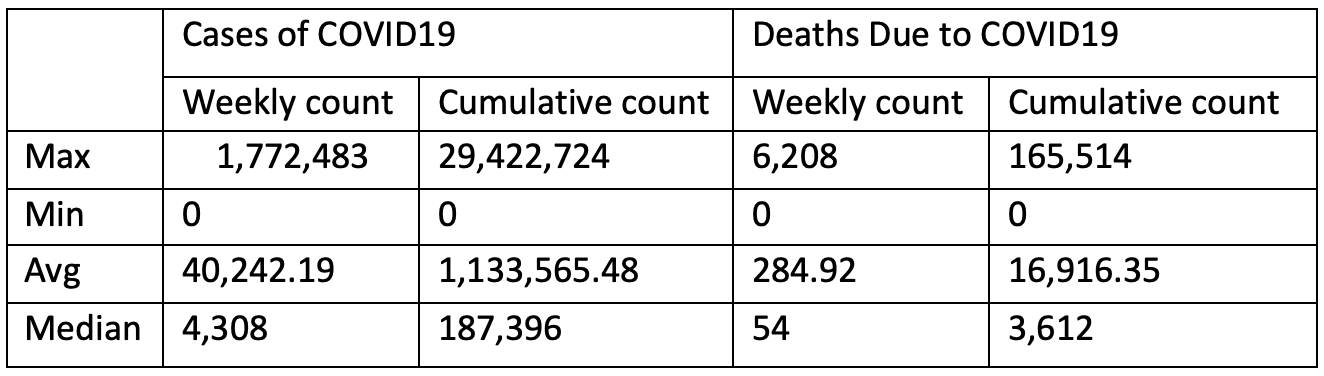 Cases of COVID19 Deaths Due to COVID19
Weekly count Cumulative count Weekly count Cumulative count
Max 1,772,483 29,422,724 6,208 165,514
Min 0 0 0 0
Avg 40,242.19 1,133,565.48 284.92 16,916.35
Median 4,308 187,396 54 3,612